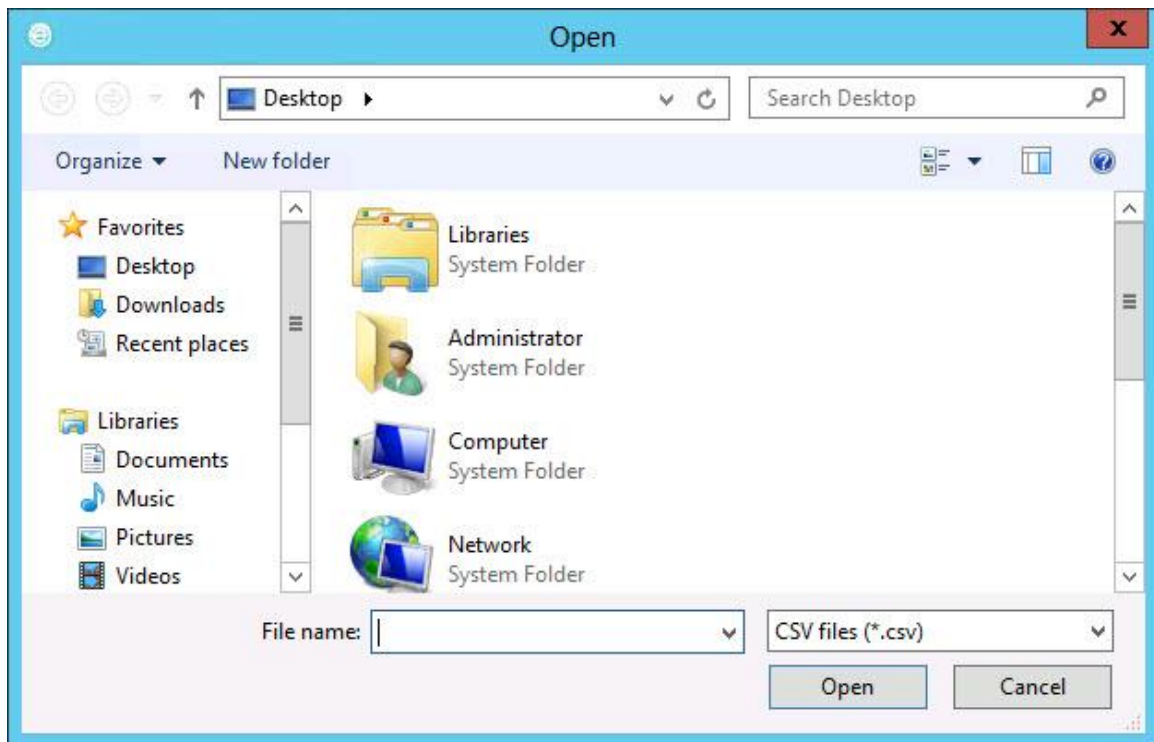 Open
x
Desktop
Search Desktop
Organize
New folder
Favorites
Desktop
Downloads
Recent places
Libraries
Documents
Music
Pictures
Videos
Libraries
System Folder
Administrator
System Folder
Computer
System Folder
Network
System Folder
File name:
CSV files (*.csv)
Open
Cancel